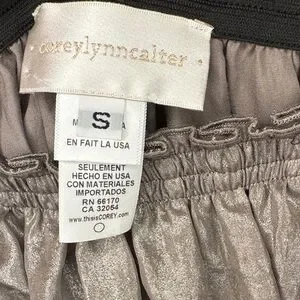 coreylynncalter
S
M A
EN FAIT LA USA
SEULEMENT
HECHO EN USA
CON MATERIALES
IMPORTADOS
RN 66170
CA 32054
www.thisisCOREY.com